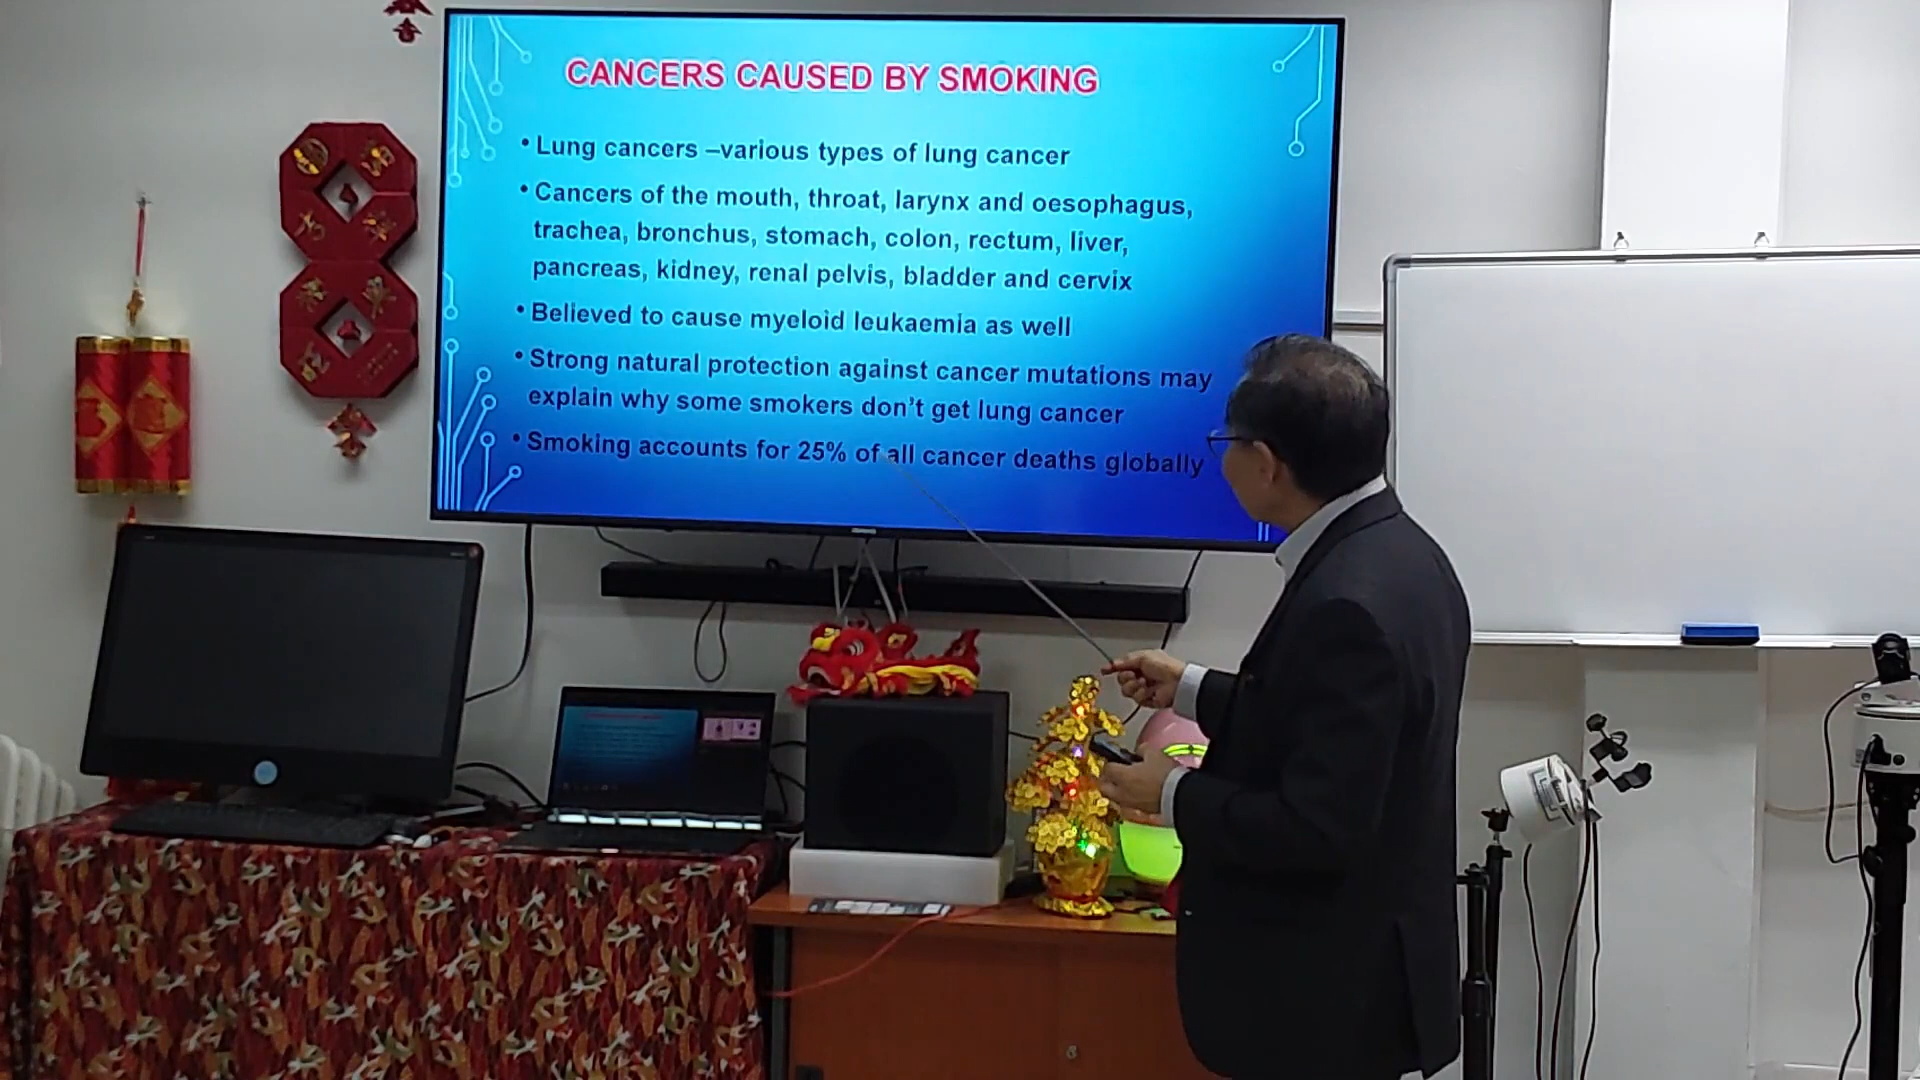 CANCERS CAUSED BY SMOKING
• Lung cancers –various types of lung cancer
• Cancers of the mouth, throat, larynx and oesophagus,
trachea, bronchus, stomach, colon, rectum, liver,
pancreas, kidney, renal pelvis, bladder and cervix
• Believed to cause myeloid leukaemia as well
• Strong natural protection against cancer mutations may
explain why some smokers don't get lung cancer
• Smoking accounts for 25% of all cancer deaths globally